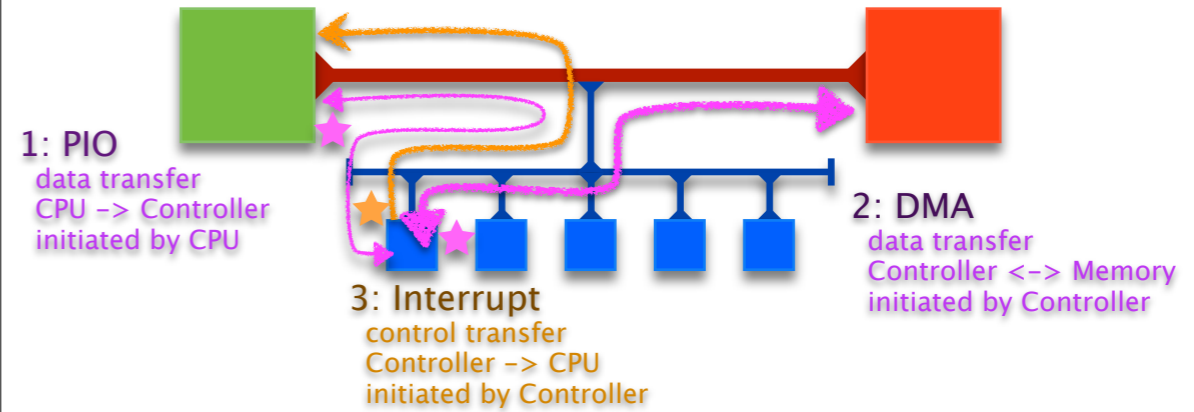 1: PIO
data transfer
CPU -> Controller
initiated by CPU
2: DMA
data transfer
Controller <-> Memory
initiated by Controller
3: Interrupt
control transfer
Controller -> CPU
initiated by Controller